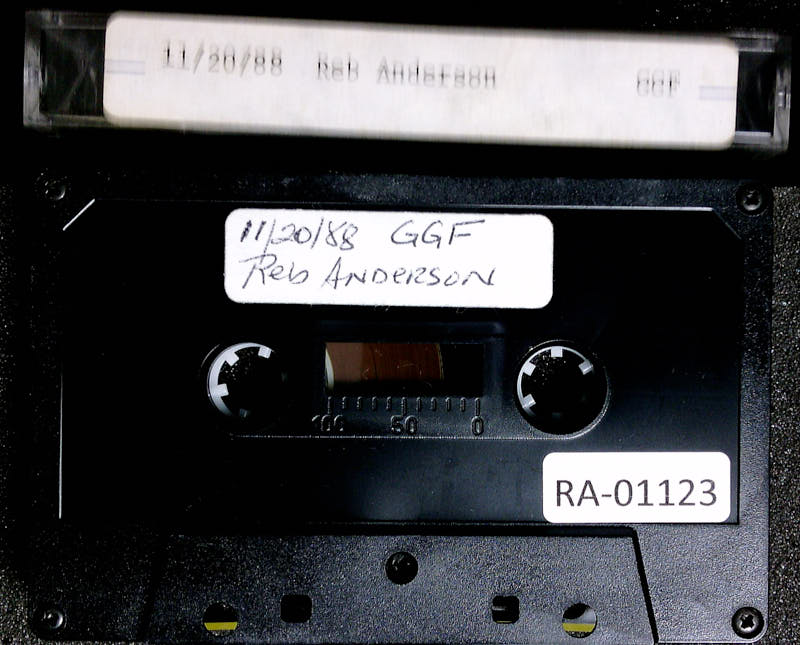 11/20/88 Reb Anderson GGF
11/20/88 GGF
Reb ANDERSON
100 50 0
RA-01123